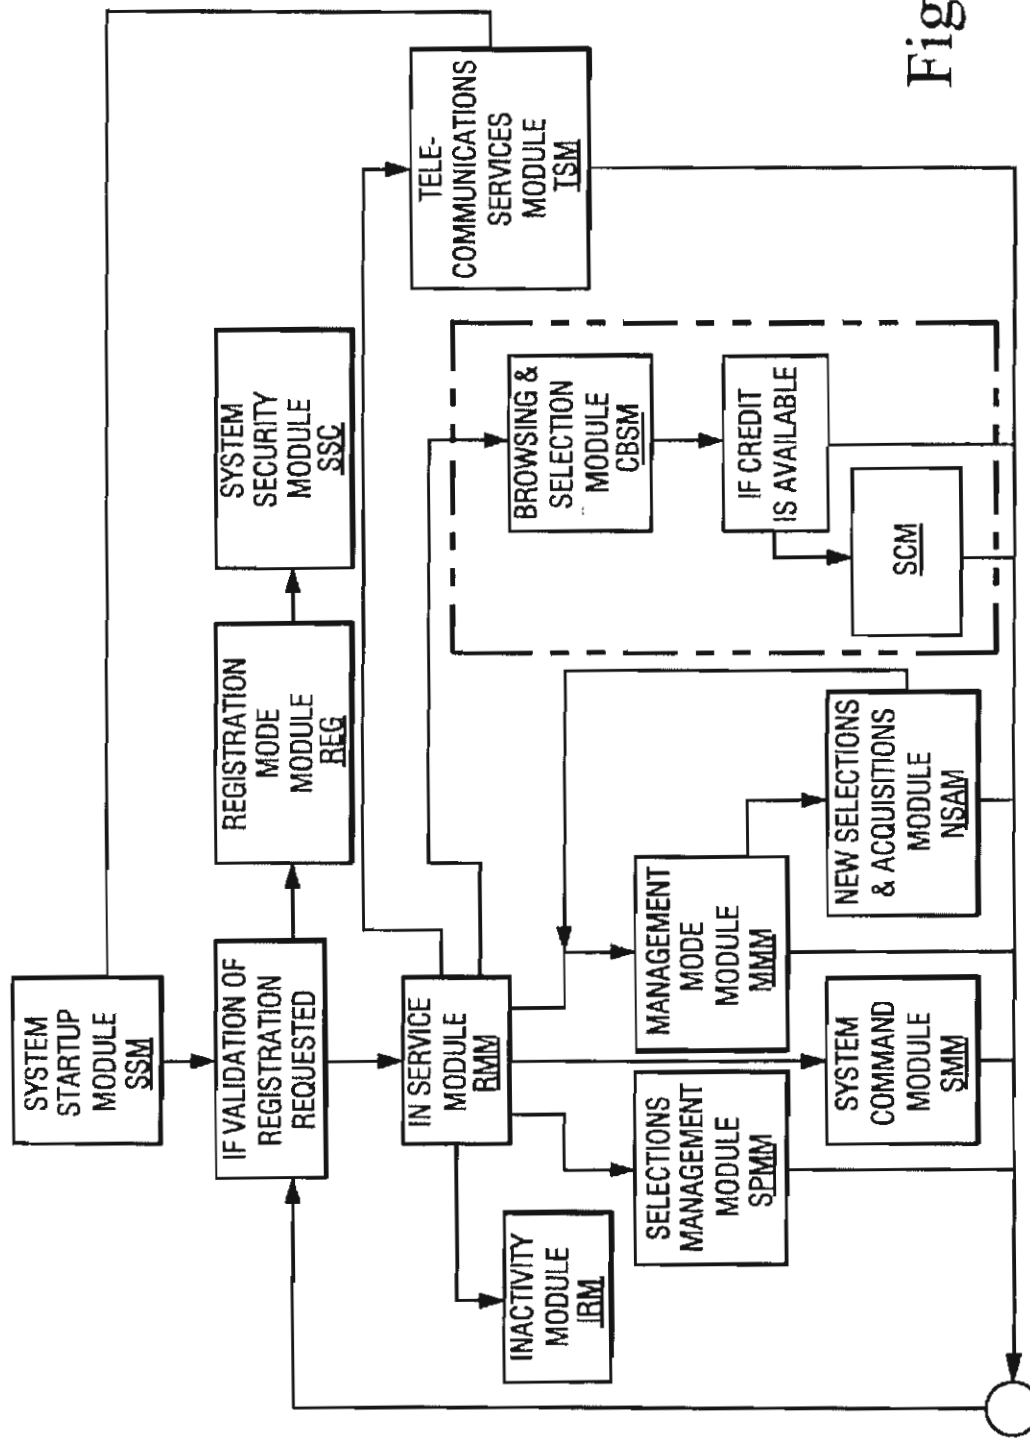 SYSTEM
STARTUP
MODULE
SSM
IF VALIDATION OF
REGISTRATION
REQUESTED
REGISTRATION
MODE
MODULE
REG
SYSTEM
SECURITY
MODULE
SSC
IN SERVICE
MODULE
RMM
TELE-
COMMUNICATIONS
SERVICES
MODULE
TSM
INACTIVITY
MODULE
IRM
SELECTIONS
MANAGEMENT
MODULE
SPMM
MANAGEMENT
MODE
MODULE
MMM
BROWSING &
SELECTION
MODULE
CBSM
IF CREDIT
IS AVAILABLE
SCM
SYSTEM
COMMAND
MODULE
SMM
NEW SELECTIONS
& ACQUISITIONS
MODULE
NSAM
Fig